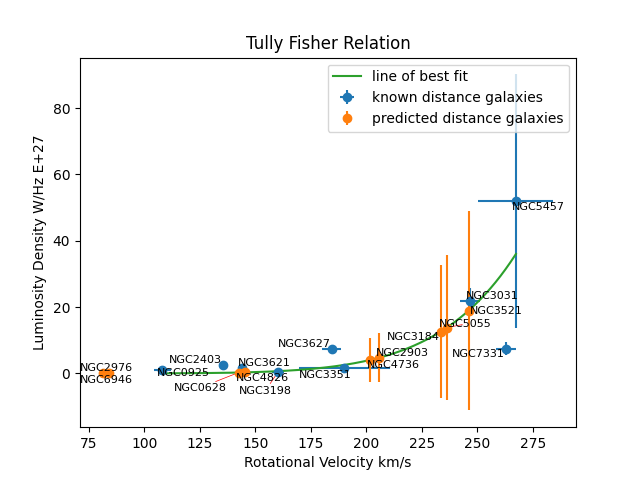 Tully Fisher Relation
line of best fit
known distance galaxies
predicted distance galaxies
Luminosity Density W/Hz E+27
80
60
40
20
0
NGC5457
NGC3031
NGC3521
NGC5055
NGC3184
NGC7331
NGC2903
NGC4736
NGC3627
NGC3351
NGC3621
NGC4826
NGC3198
NGC2403
NGC0925
NGC0628
NGC2976
NGC6946
75 100 125 150 175 200 225 250 275
Rotational Velocity km/s